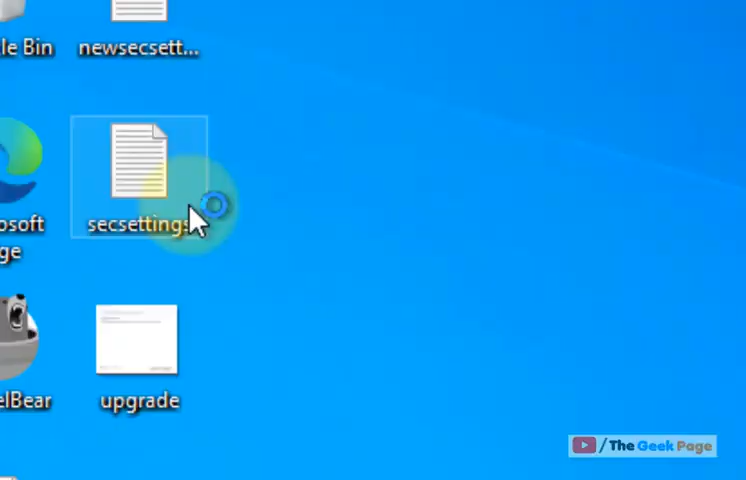 le Bin
newsecsett...
secsettings
osoft
ge
elBear
upgrade
/The Geek Page